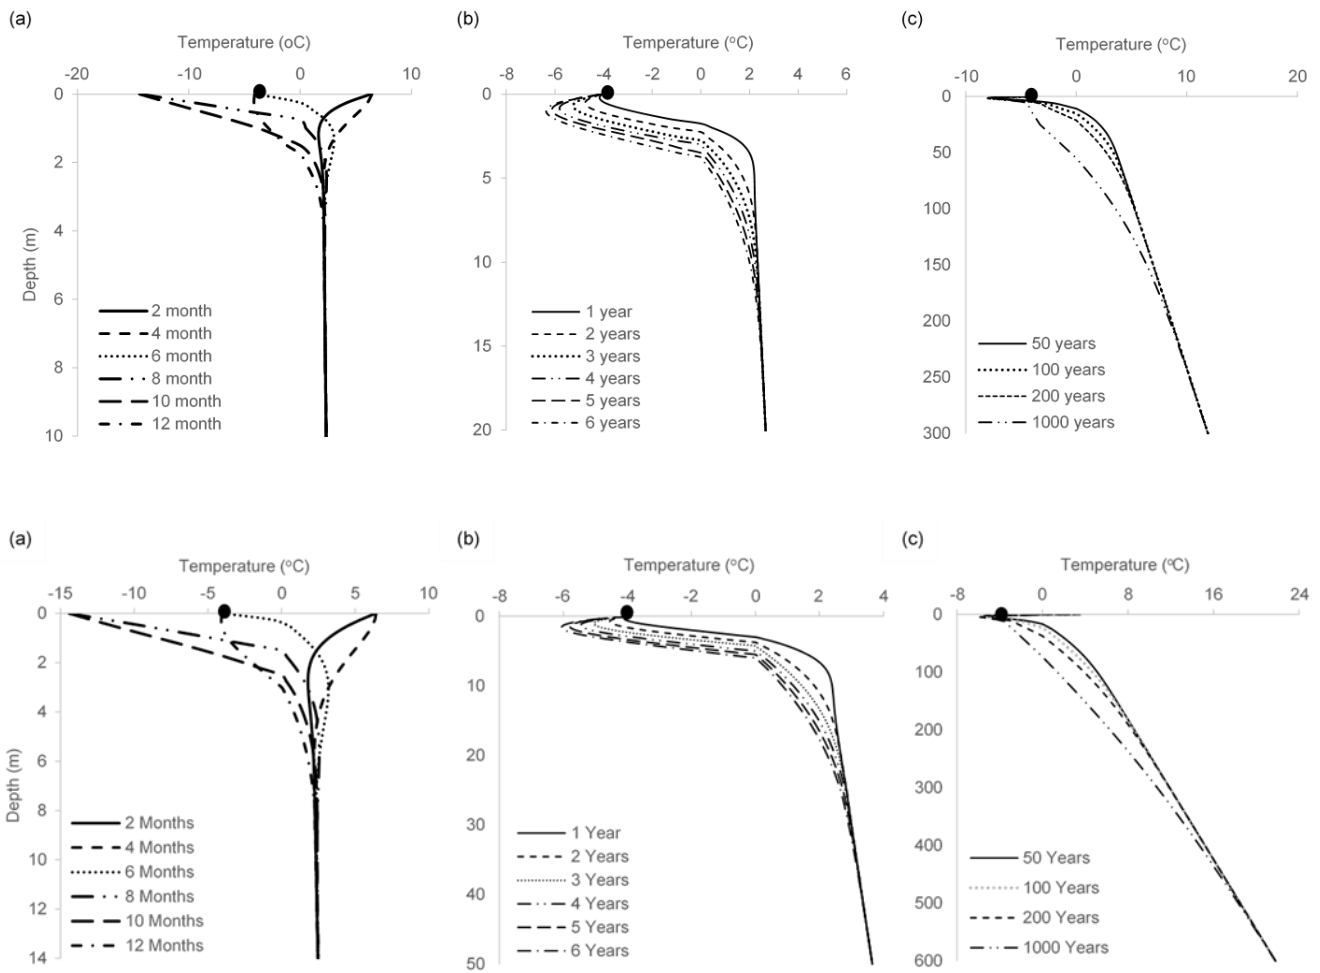 (a)
Temperature (oC)
-20 -10 0 10
0
2
4
6
8
10
Depth (m)
2 month
4 month
6 month
8 month
10 month
12 month
(b)
Temperature (°C)
-8 -6 -4 -2 0 2 4 6
0
5
10
15
20
1 year
2 years
3 years
4 years
5 years
6 years
(c)
Temperature (°C)
-10 0 10 20
0
50
100
150
200
250
300
50 years
100 years
200 years
1000 years
(a)
Temperature (°C)
-15 -10 -5 0 5 10
0
2
4
6
8
10
12
14
Depth (m)
2 Months
4 Months
6 Months
8 Months
10 Months
12 Months
(b)
Temperature (°C)
-8 -6 -4 -2 0 2 4
0
10
20
30
40
50
1 Year
2 Years
3 Years
4 Years
5 Years
6 Years
(c)
Temperature (°C)
-8 0 8 16 24
0
100
200
300
400
500
600
50 Years
100 Years
200 Years
1000 Years